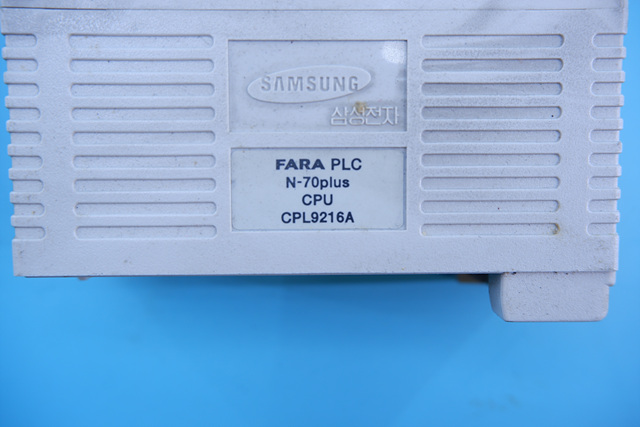 SAMSUNG
삼성전자
FARA PLC
N-70plus
CPU
CPL9216A